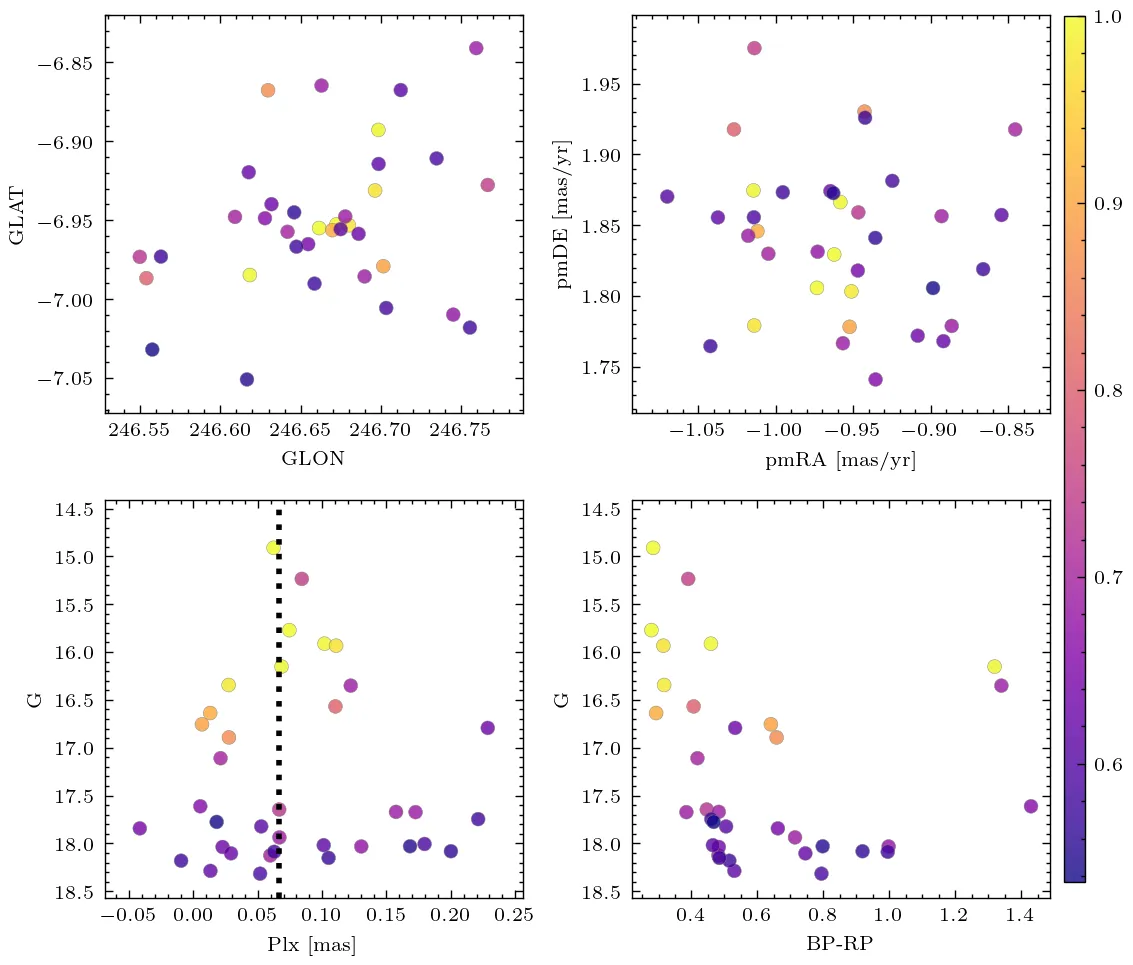 −6.85
−6.90
−6.95
−7.00
−7.05
GLAT
246.55 246.60 246.65 246.70 246.75
GLON
1.95
1.90
1.85
1.80
1.75
pmDE [mas/yr]
−1.05 −1.00 −0.95 −0.90 −0.85
pmRA [mas/yr]
14.5
15.0
15.5
16.0
16.5
17.0
17.5
18.0
18.5
G
−0.05 0.00 0.05 0.10 0.15 0.20 0.25
Plx [mas]
14.5
15.0
15.5
16.0
16.5
17.0
17.5
18.0
18.5
G
0.4 0.6 0.8 1.0 1.2 1.4
BP-RP
1.0
0.9
0.8
0.7
0.6